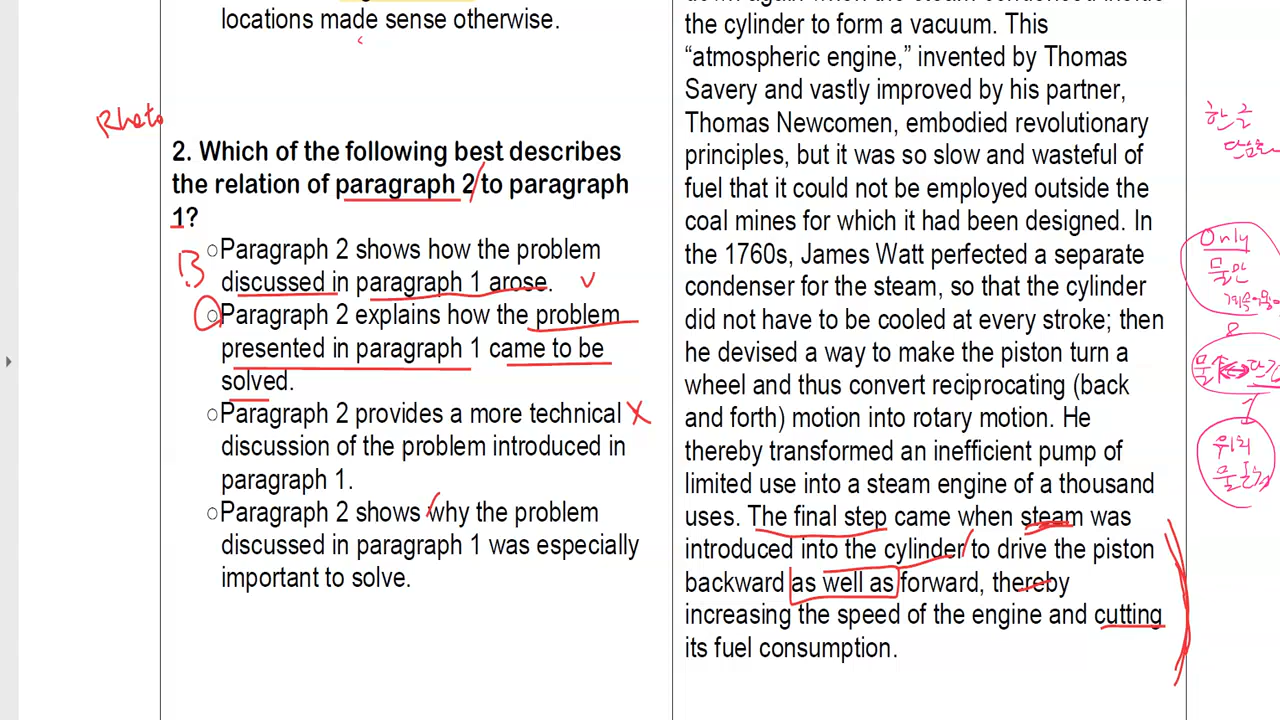 locations made sense otherwise.
2. Which of the following best describes
the relation of paragraph 2 to paragraph
1?
○Paragraph 2 shows how the problem
discussed in paragraph 1 arose.
○Paragraph 2 explains how the problem
presented in paragraph 1 came to be
solved.
○Paragraph 2 provides a more technical
discussion of the problem introduced in
paragraph 1.
○Paragraph 2 shows why the problem
discussed in paragraph 1 was especially
important to solve.
B
X
the cylinder to form a vacuum. This
“atmospheric engine,” invented by Thomas
Savery and vastly improved by his partner,
Thomas Newcomen, embodied revolutionary
principles, but it was so slow and wasteful of
fuel that it could not be employed outside the
coal mines for which it had been designed. In
the 1760s, James Watt perfected a separate
condenser for the steam, so that the cylinder
did not have to be cooled at every stroke; then
he devised a way to make the piston turn a
wheel and thus convert reciprocating (back
and forth) motion into rotary motion. He
thereby transformed an inefficient pump of
limited use into a steam engine of a thousand
uses. The final step came when steam was
introduced into the cylinder to drive the piston
backward as well as forward, thereby
increasing the speed of the engine and cutting
its fuel consumption.
한글
Only
위의